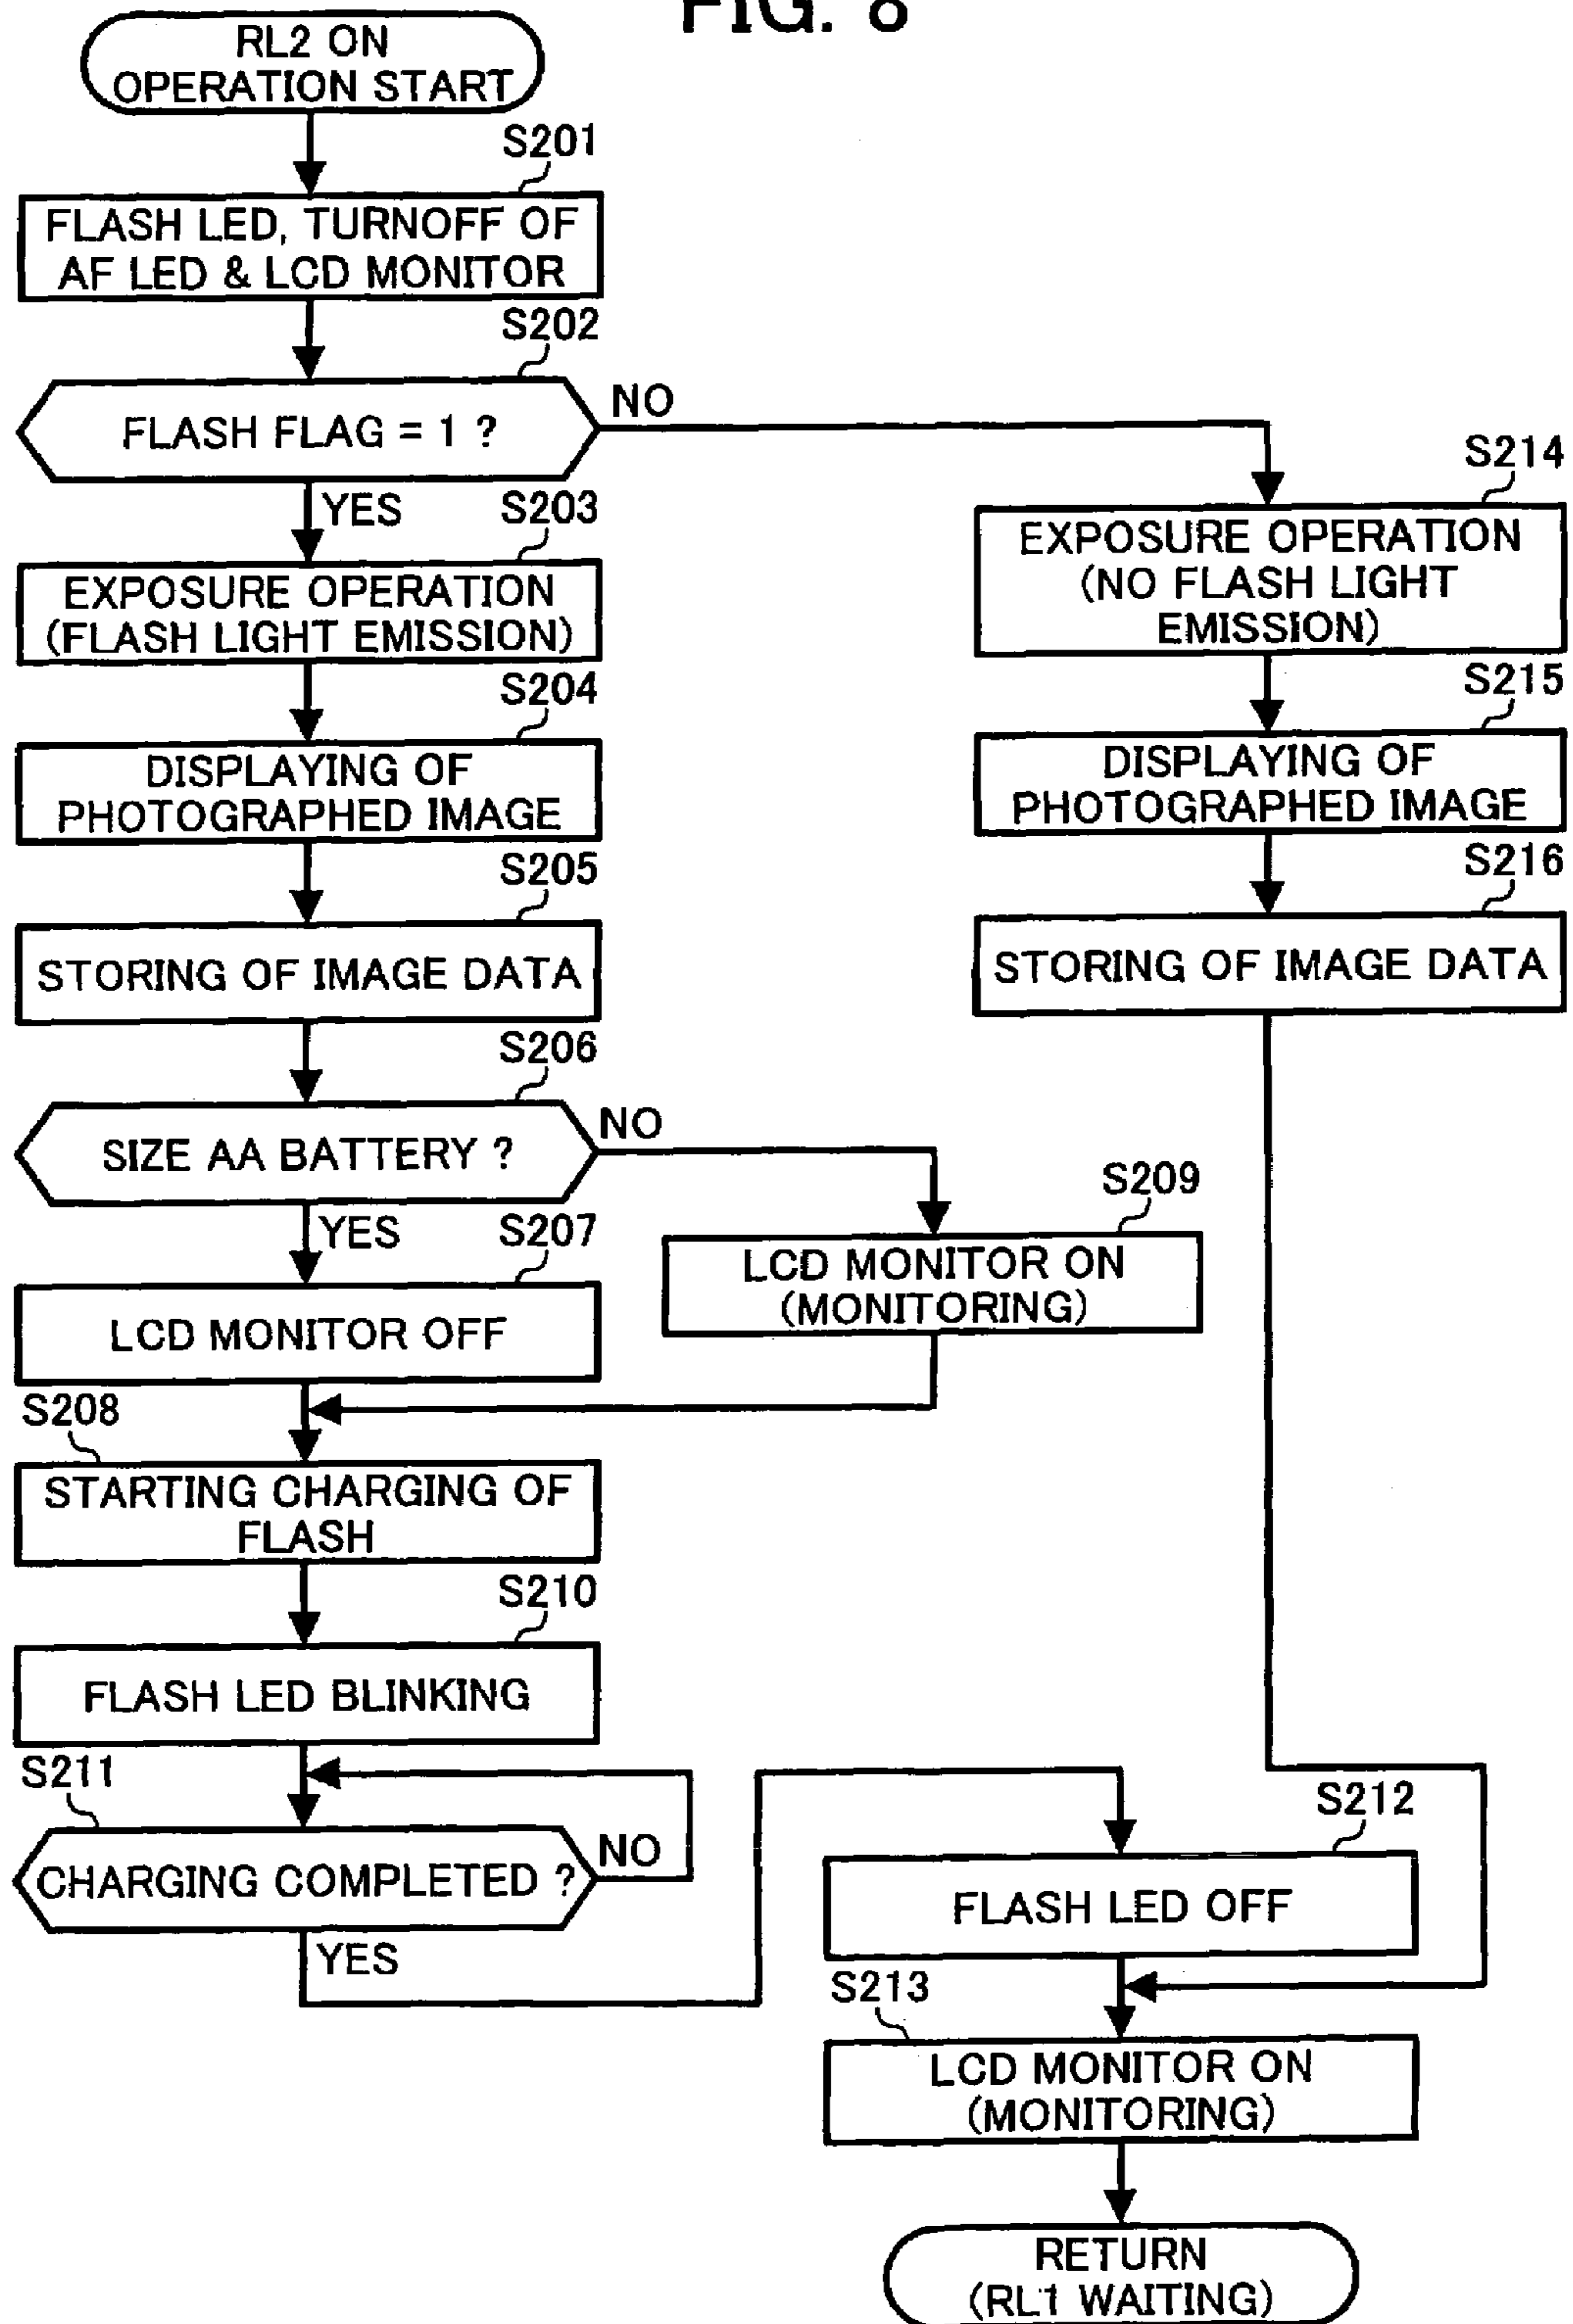 FIG. 8
RL2 ON
OPERATION START
S201
FLASH LED, TURNOFF OF
AF LED & LCD MONITOR
S202
FLASH FLAG = 1 ?
NO
YES
S203
EXPOSURE OPERATION
(FLASH LIGHT EMISSION)
S204
DISPLAYING OF
PHOTOGRAPHED IMAGE
S205
STORING OF IMAGE DATA
S206
SIZE AA BATTERY ?
NO
YES
S207
LCD MONITOR OFF
S209
LCD MONITOR ON
(MONITORING)
S208
STARTING CHARGING OF
FLASH
S210
FLASH LED BLINKING
S211
CHARGING COMPLETED ?
NO
YES
S214
EXPOSURE OPERATION
(NO FLASH LIGHT
EMISSION)
S215
DISPLAYING OF
PHOTOGRAPHED IMAGE
S216
STORING OF IMAGE DATA
S212
FLASH LED OFF
S213
LCD MONITOR ON
(MONITORING)
RETURN
(RL1 WAITING)